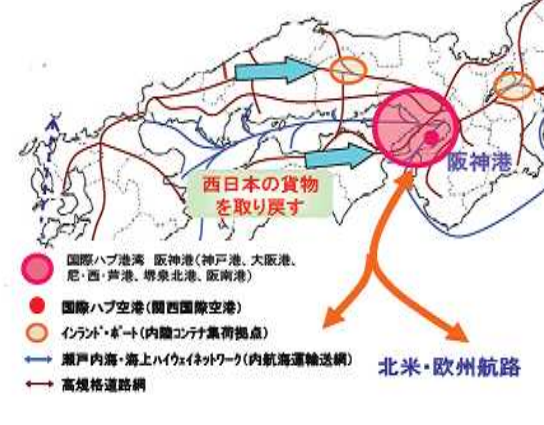 阪神港
西日本の貨物
を取り戻す
国際ハブ港湾 阪神港(神戸港、大阪港、
尼・西・芦港、堺泉北港、阪南港)
国際ハブ空港(関西国際空港)
インランド・ポート(内陸コンテナ集荷拠点)
瀬戸内海・海上ハイウェイネットワーク(内航海運輸送網)
高規格道路網
北米・欧州航路